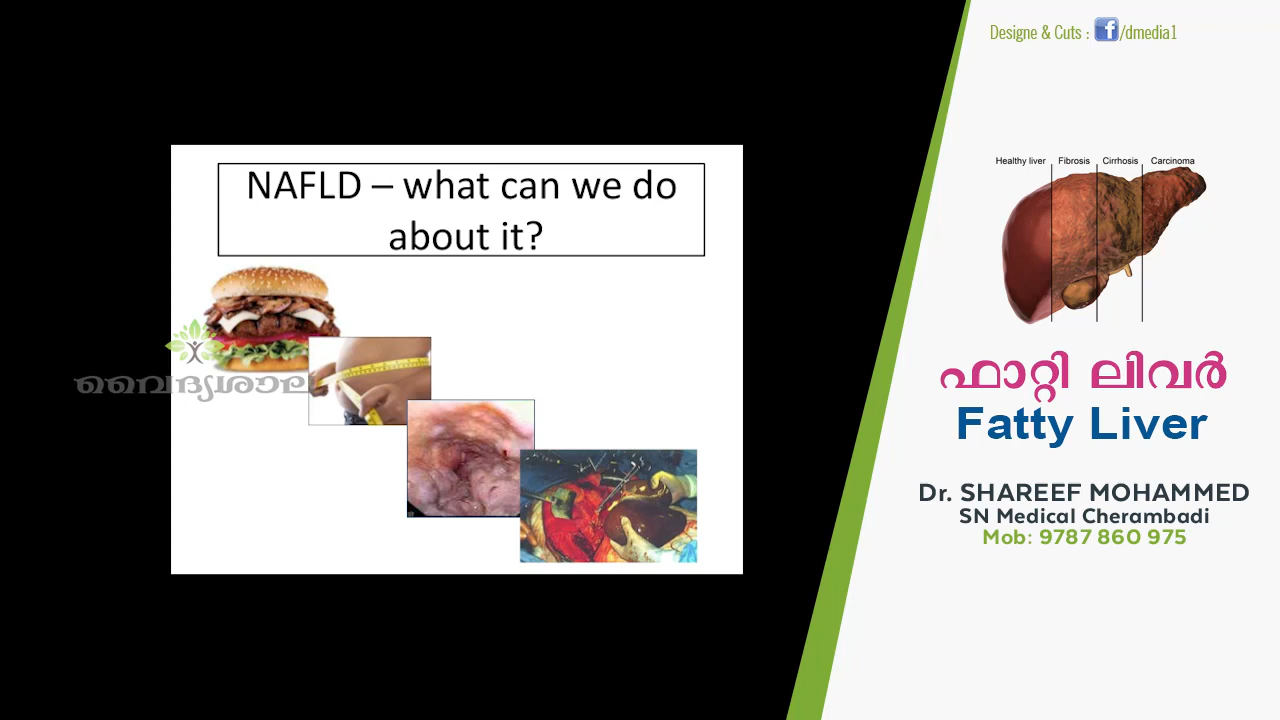 Designe & Cuts : f/dmedia1
NAFLD – what can we do
about it?
വൈദ്യശാല
Healthy liver Fibrosis Cirrhosis Carcinoma
ഫാറ്റി ലിവർ
Fatty Liver
Dr. SHAREEF MOHAMMED
SN Medical Cherambadi
Mob: 9787 860 975